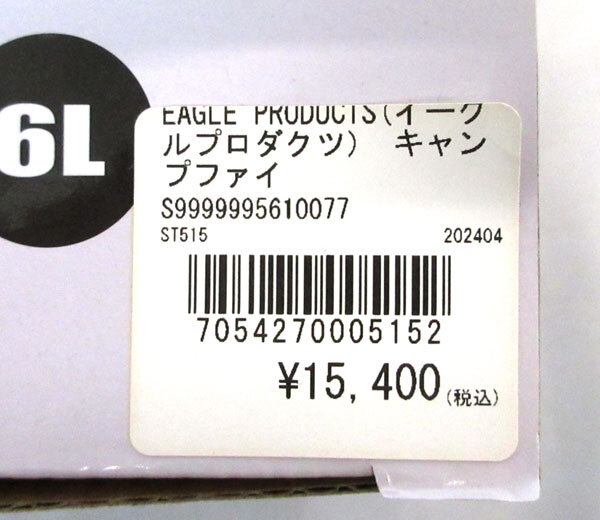 6L
EAGLE PRODUCTS(イーグ
ルプロダクツ) キャン
プファイ
S9999995610077
ST515 202404
7054270005152
¥15,400(税込)